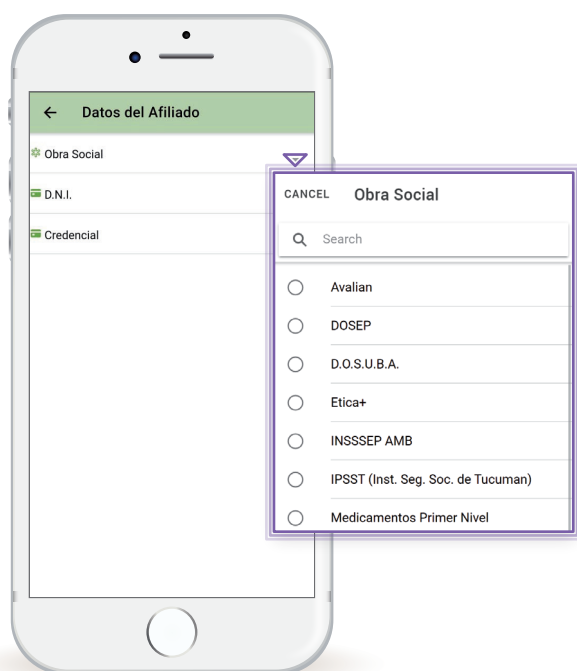 Datos del Afiliado
Obra Social
D.N.I.
Credencial
CANCEL Obra Social
Search
Avalian
DOSEP
D.O.S.U.B.A.
Etica+
INSSSEP AMB
IPSST (Inst. Seg. Soc. de Tucuman)
Medicamentos Primer Nivel